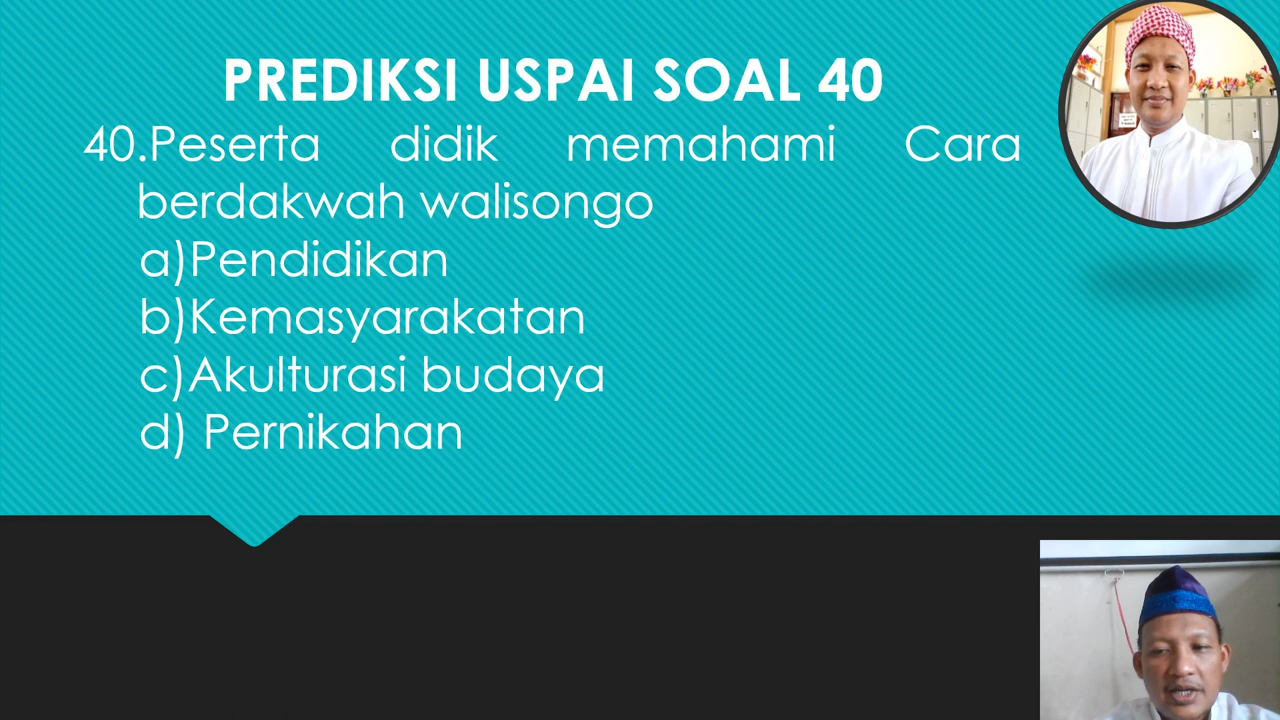 PREDIKSI USPAI SOAL 40
40.Peserta didik memahami Cara
berdakwah walisongo
a)Pendidikan
b)Kemasyarakatan
c)Akulturasi budaya
d) Pernikahan